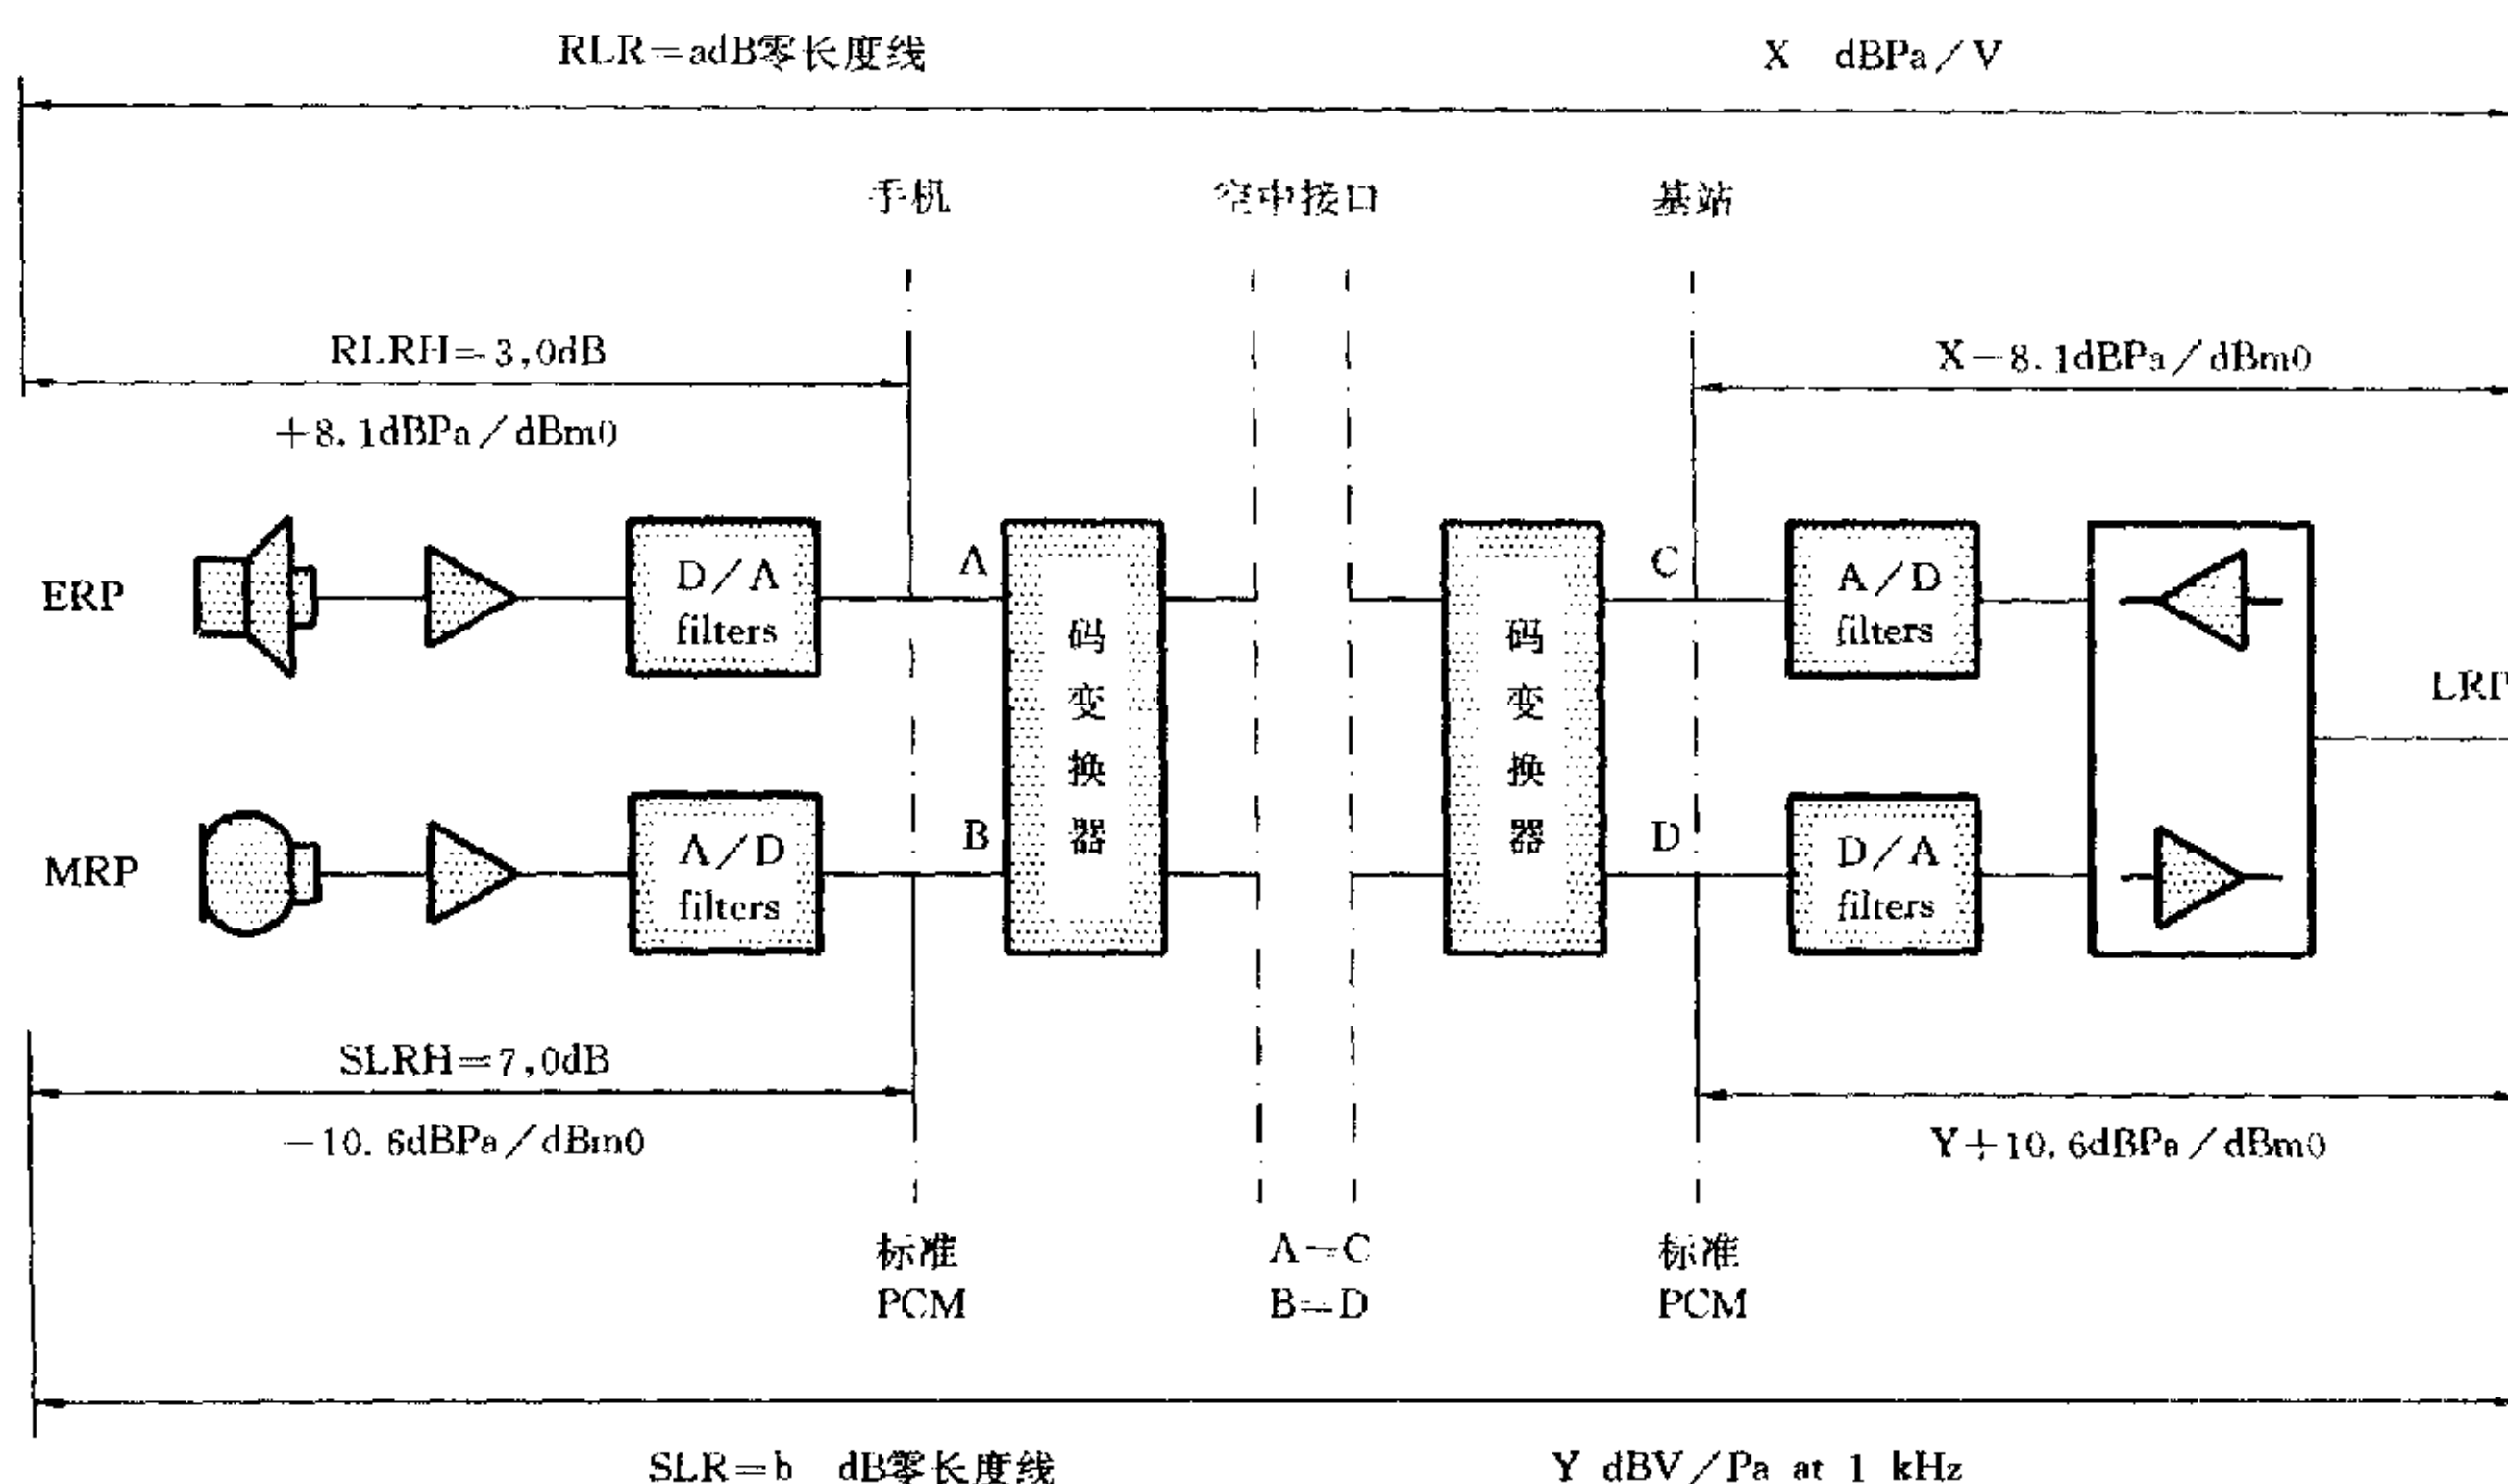 RLR=adB零长度线 X dBPa/V
手机 空中接口 基站
RLRH=-3,0dB X-8.1dBPa/dBm0
+8.1dBPa/dBm0
ERP D/A filters A 码变换器 码变换器 C A/D filters
LRP
MRP A/D filters B D D/A filters
SLRH=7,0dB
-10.6dBPa/dBm0 Y+10.6dBPa/dBm0
标准 A=C 标准
PCM B=D PCM
SLR=b dB零长度线 Y dBV/Pa at 1 kHz